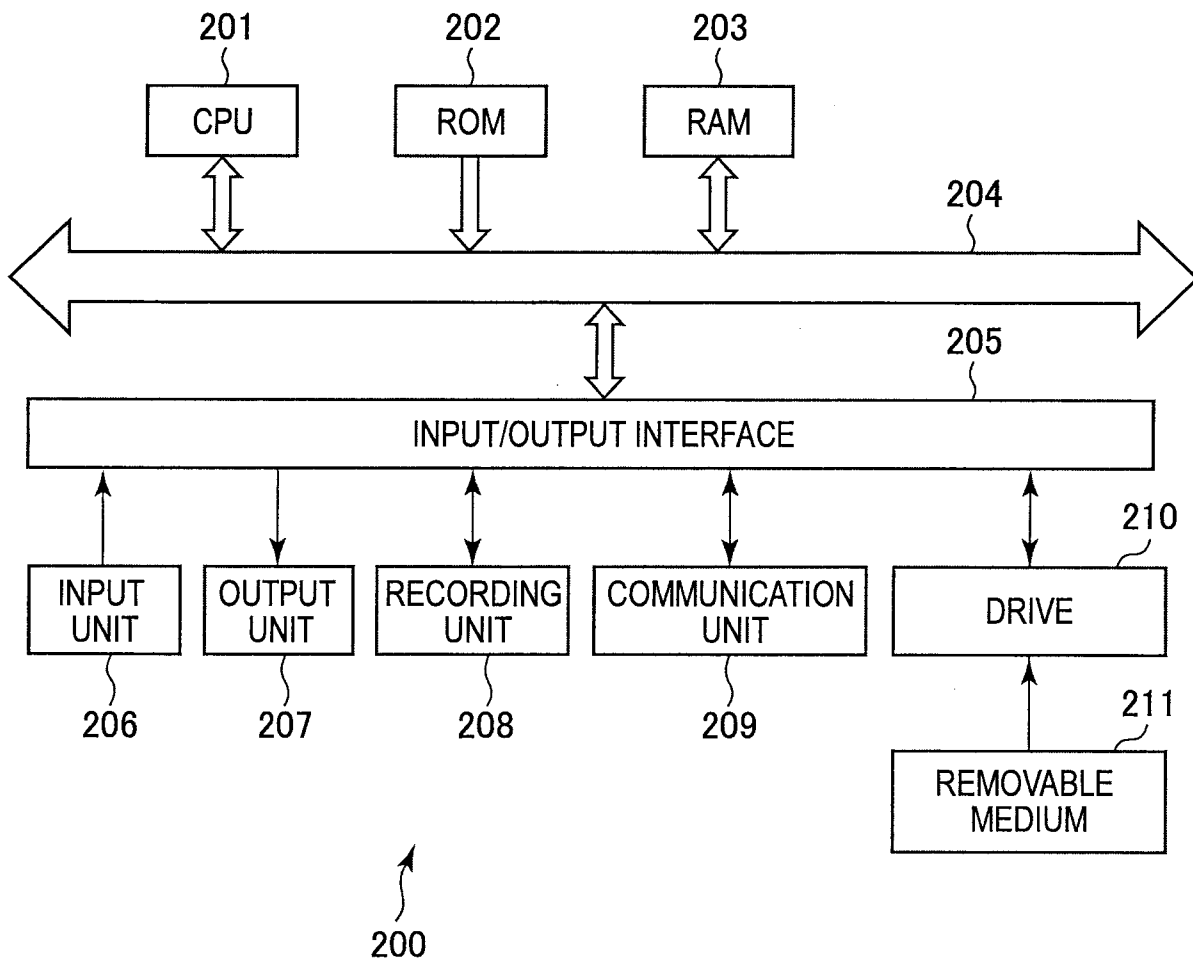 201
202
203
CPU
ROM
RAM
204
205
INPUT/OUTPUT INTERFACE
210
INPUT
UNIT
OUTPUT
UNIT
RECORDING
UNIT
COMMUNICATION
UNIT
DRIVE
206
207
208
209
211
REMOVABLE
MEDIUM
200